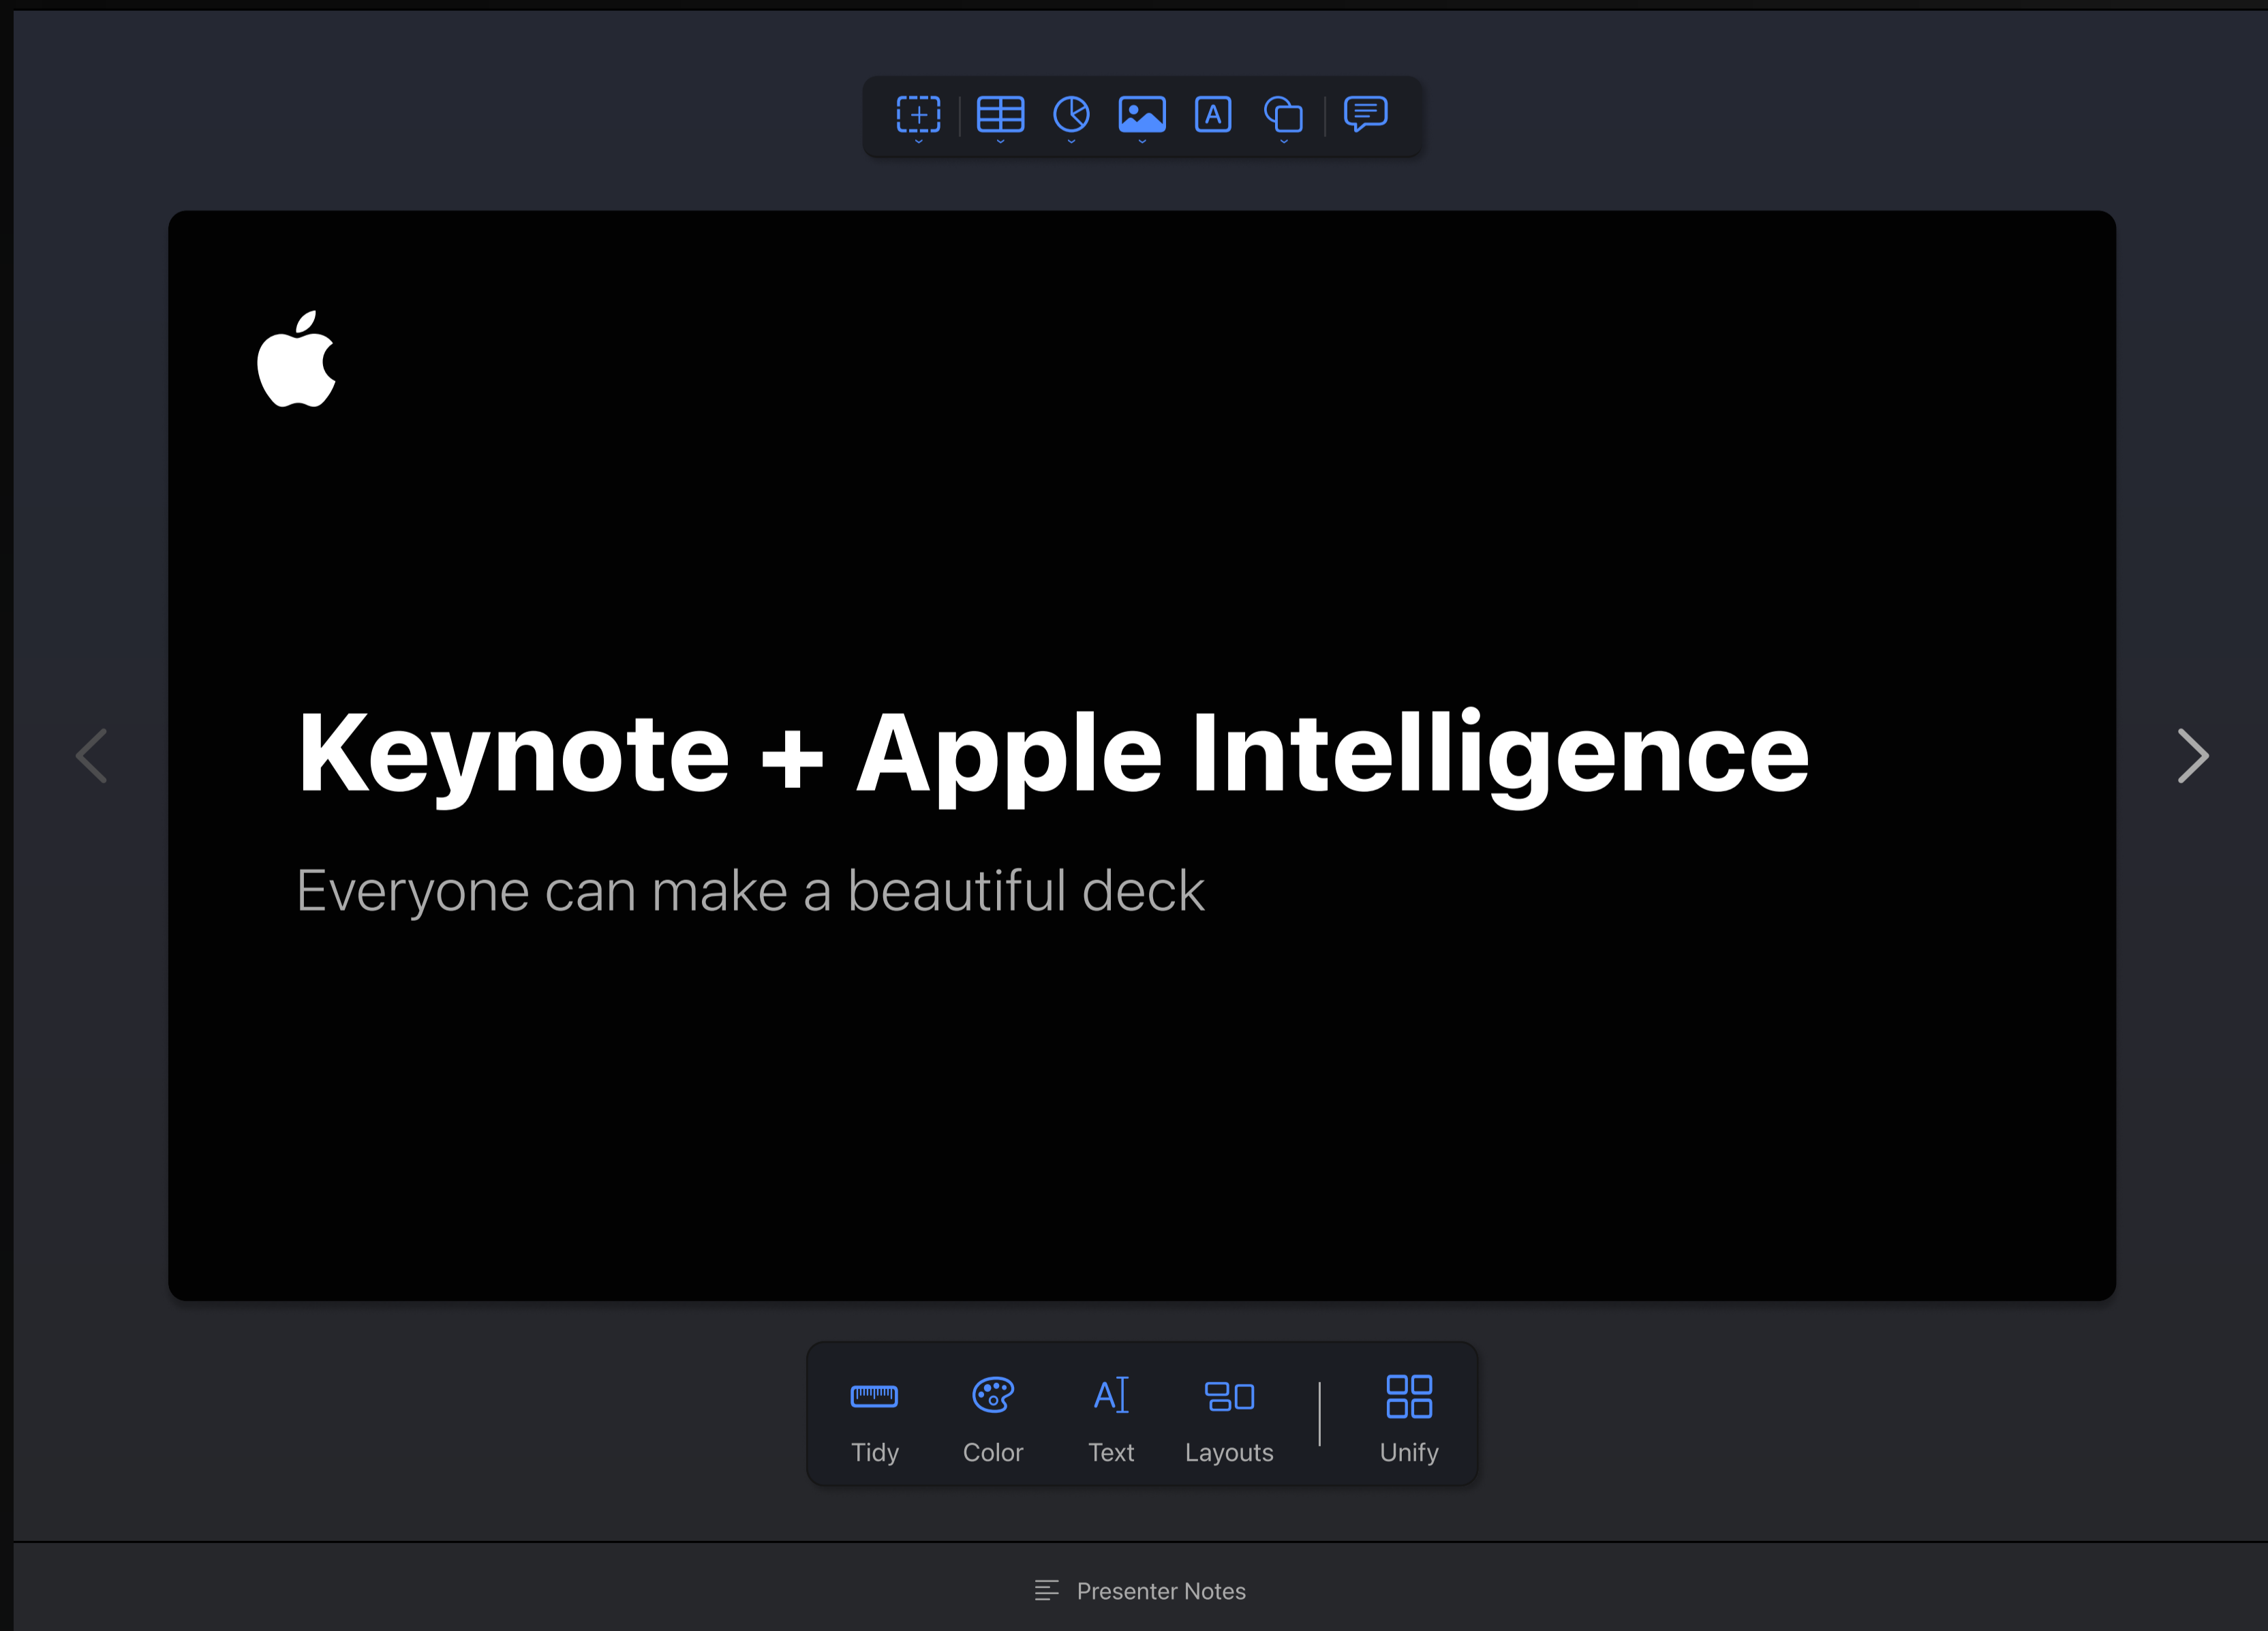 Keynote + Apple Intelligence
Everyone can make a beautiful deck
Tidy
Color
Text
Layouts
Unify
Presenter Notes